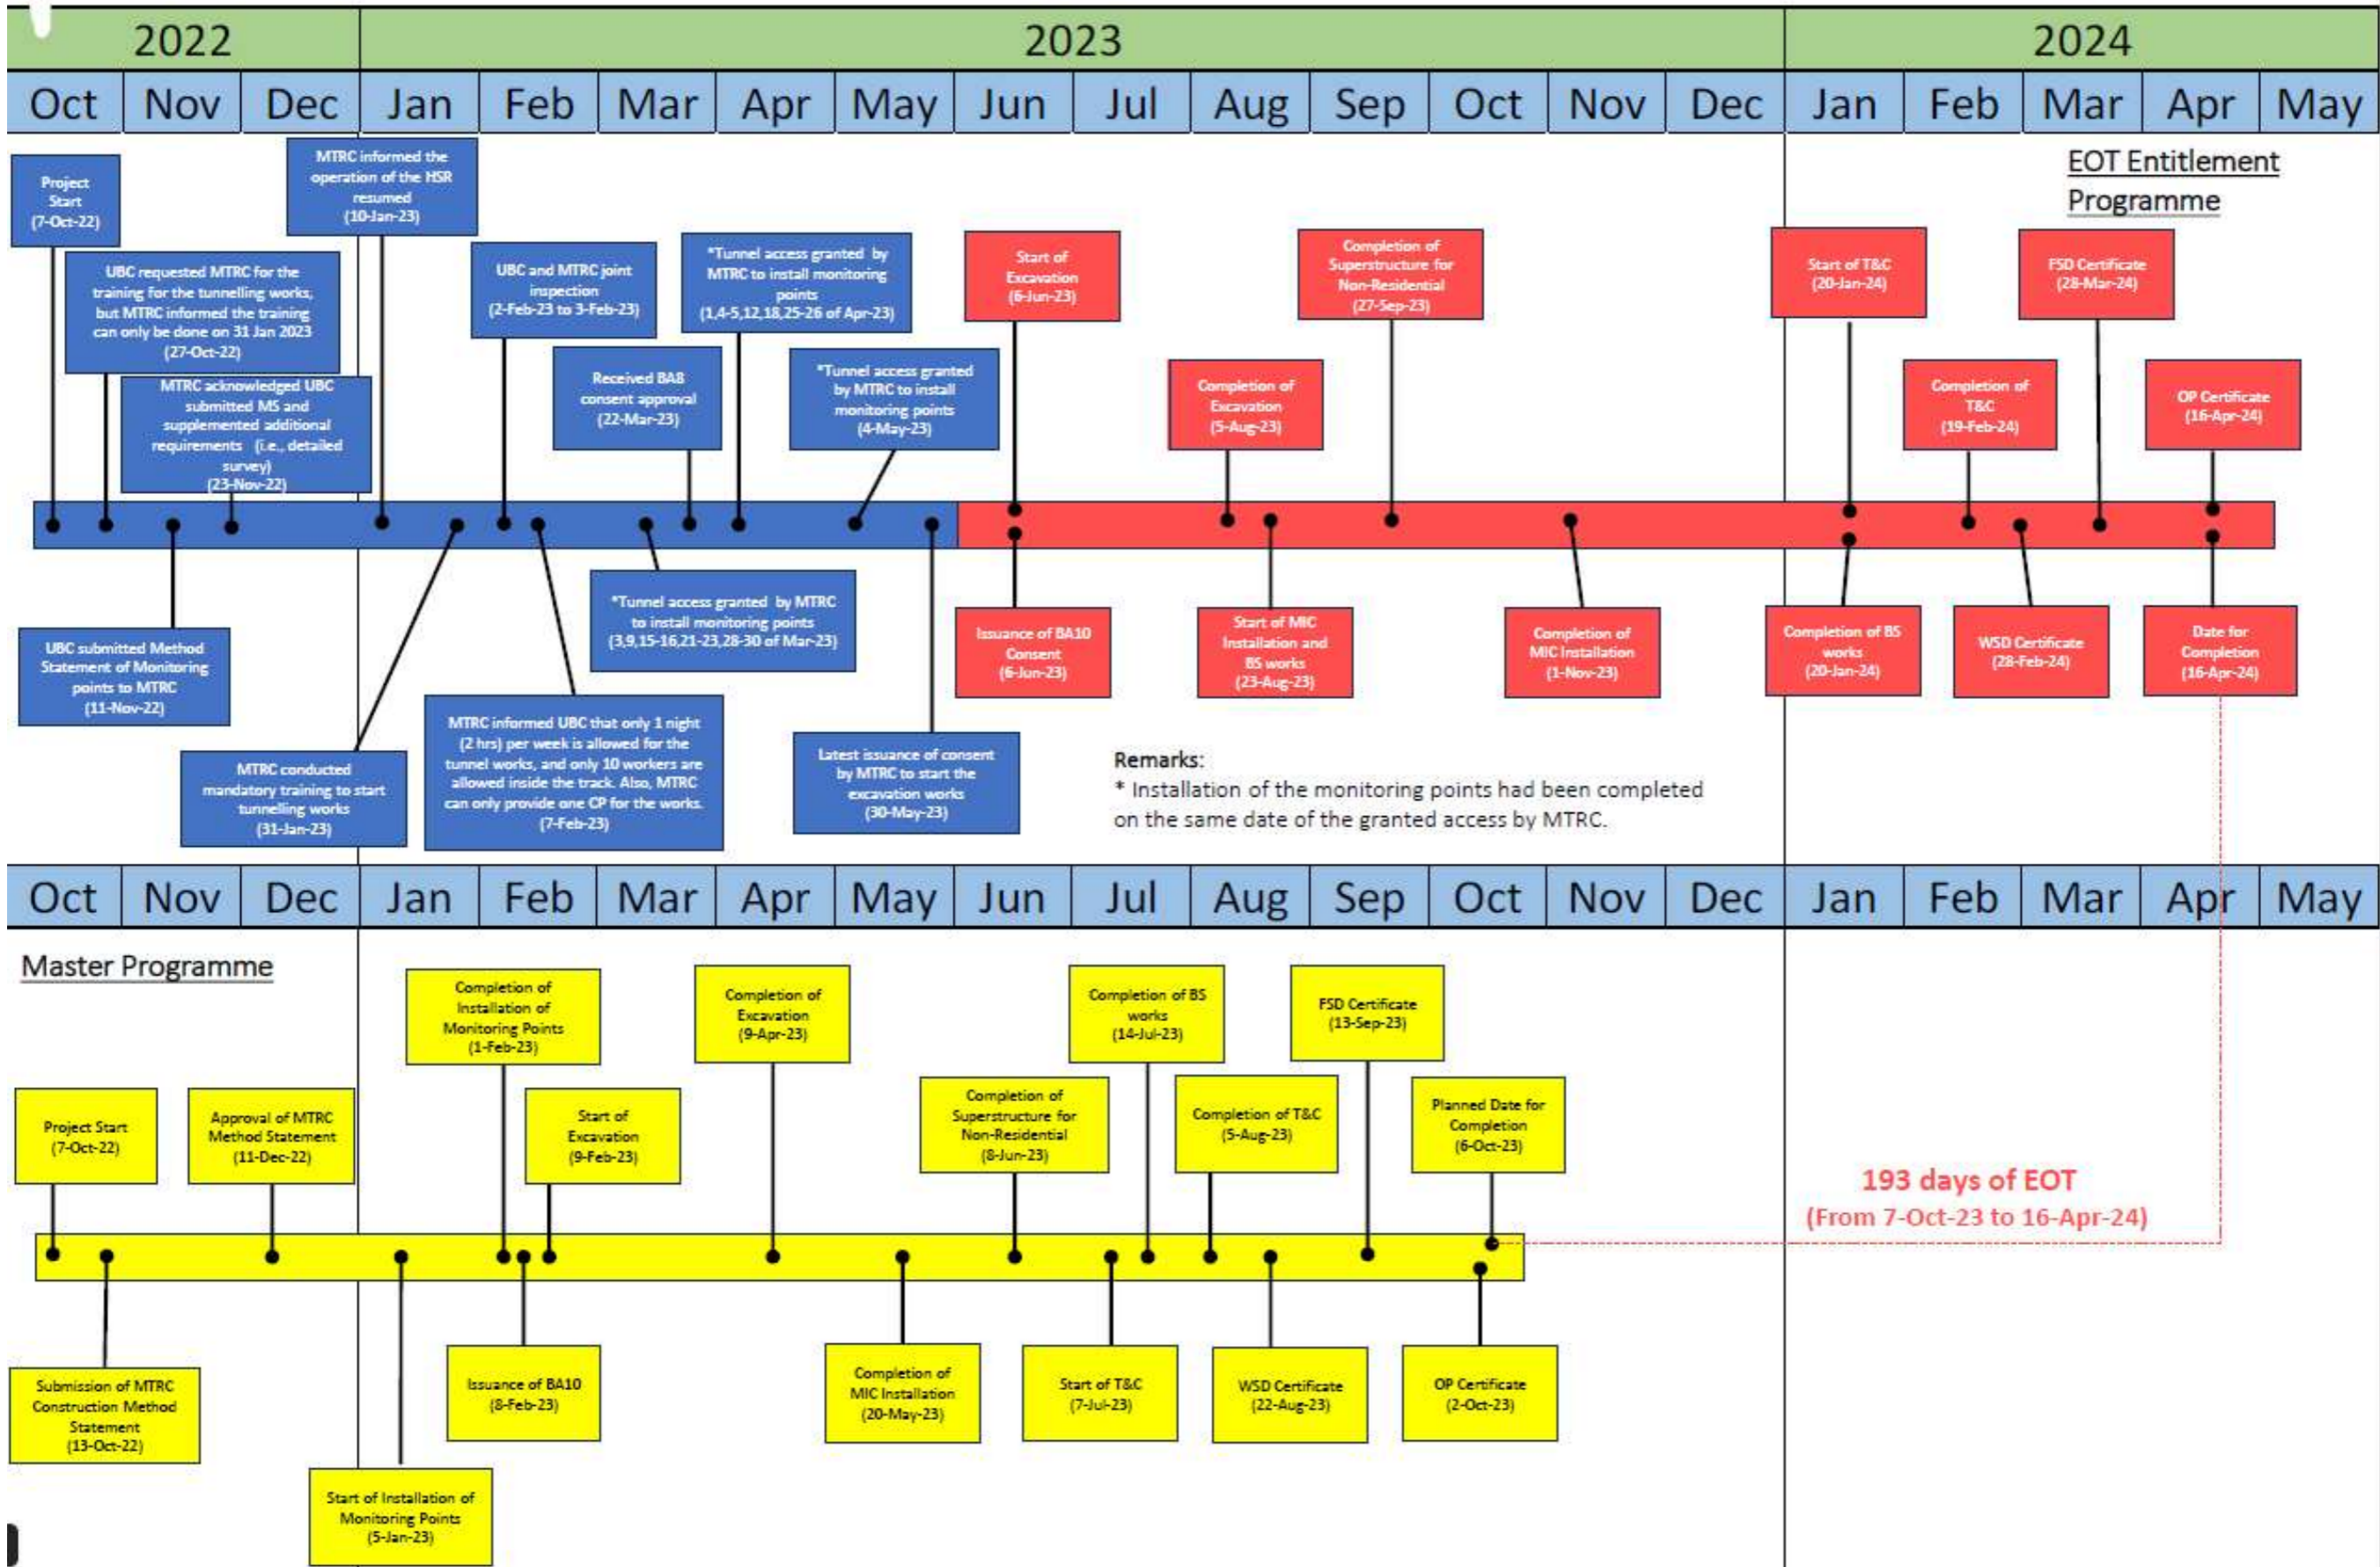 2022
2023
2024
Oct
Nov
Dec
Jan
Feb
Mar
Apr
May
Jun
Jul
Aug
Sep
Oct
Nov
Dec
Jan
Feb
Mar
Apr
May
EOT Entitlement
Programme
Project
Start
(7-Oct-22)
MTRC informed the
operation of the HSR
resumed
(10-Jan-23)
UBC requested MTRC for the
training for the tunnelling works,
but MTRC informed the training
can only be done on 31 Jan 2023
(27-Oct-22)
MTRC acknowledged UBC
submitted MS and
supplemented additional
requirements (i.e., detailed
survey)
(23-Nov-22)
UBC and MTRC joint
inspection
(2-Feb-23 to 3-Feb-23)
Received BA8
consent approval
(22-Mar-23)
*Tunnel access granted by
MTRC to install monitoring
points
(1,4-5,12,18,25-26 of Apr-23)
*Tunnel access granted
by MTRC to install
monitoring points
(4-May-23)
Start of
Excavation
(6-Jun-23)
Completion of
Excavation
(5-Aug-23)
Completion of
Superstructure for
Non-Residential
(27-Sep-23)
Start of T&C
(20-Jan-24)
Completion of
T&C
(19-Feb-24)
FSD Certificate
(28-Mar-24)
OP Certificate
(16-Apr-24)
UBC submitted Method
Statement of Monitoring
points to MTRC
(11-Nov-22)
MTRC conducted
mandatory training to start
tunnelling works
(31-Jan-23)
MTRC informed UBC that only 1 night
(2 hrs) per week is allowed for the
tunnel works, and only 10 workers are
allowed inside the track. Also, MTRC
can only provide one CP for the works.
(7-Feb-23)
*Tunnel access granted by MTRC
to install monitoring points
(3,9,15-16,21-23,28-30 of Mar-23)
Latest issuance of consent
by MTRC to start the
excavation works
(30-May-23)
Issuance of BA10
Consent
(6-Jun-23)
Start of MIC
Installation and
BS works
(23-Aug-23)
Completion of
MIC Installation
(1-Nov-23)
Completion of BS
works
(20-Jan-24)
WSD Certificate
(28-Feb-24)
Date for
Completion
(16-Apr-24)
Remarks:
* Installation of the monitoring points had been completed
on the same date of the granted access by MTRC.
Oct
Nov
Dec
Jan
Feb
Mar
Apr
May
Jun
Jul
Aug
Sep
Oct
Nov
Dec
Jan
Feb
Mar
Apr
May
Master Programme
Project Start
(7-Oct-22)
Approval of MTRC
Method Statement
(11-Dec-22)
Completion of
Installation of
Monitoring Points
(1-Feb-23)
Start of
Excavation
(9-Feb-23)
Completion of
Excavation
(9-Apr-23)
Completion of
Superstructure for
Non-Residential
(8-Jun-23)
Completion of BS
works
(14-Jul-23)
Completion of T&C
(5-Aug-23)
FSD Certificate
(13-Sep-23)
Planned Date for
Completion
(6-Oct-23)
193 days of EOT
(From 7-Oct-23 to 16-Apr-24)
Submission of MTRC
Construction Method
Statement
(13-Oct-22)
Start of Installation of
Monitoring Points
(5-Jan-23)
Issuance of BA10
(8-Feb-23)
Completion of
MIC Installation
(20-May-23)
Start of T&C
(7-Jul-23)
WSD Certificate
(22-Aug-23)
OP Certificate
(2-Oct-23)